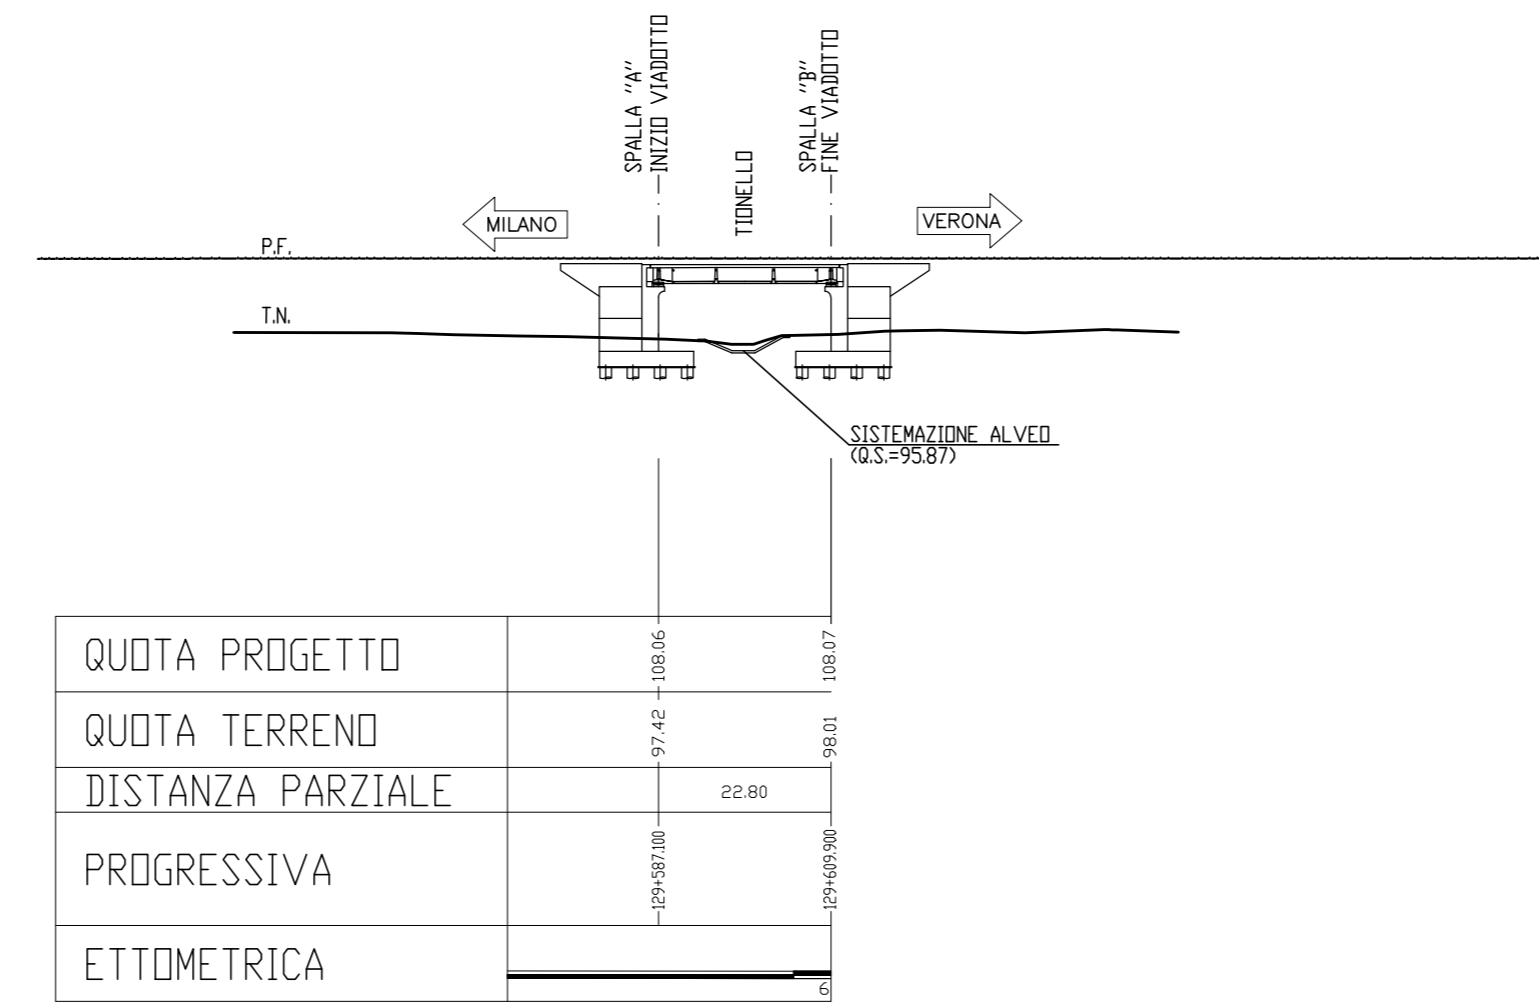 SPALLA "A"
INIZIO VIADOTTO
TIONELLO
SPALLA "B"
FINE VIADOTTO
MILANO
VERONA
P.F.
T.N.
SISTEMAZIONE ALVEO
(Q.S.=95.87)
QUOTA PROGETTO
108.06
108.07
QUOTA TERRENO
97.42
98.01
DISTANZA PARZIALE
22.80
PROGRESSIVA
129+587.100
129+609.900
ETTOMETRICA
6